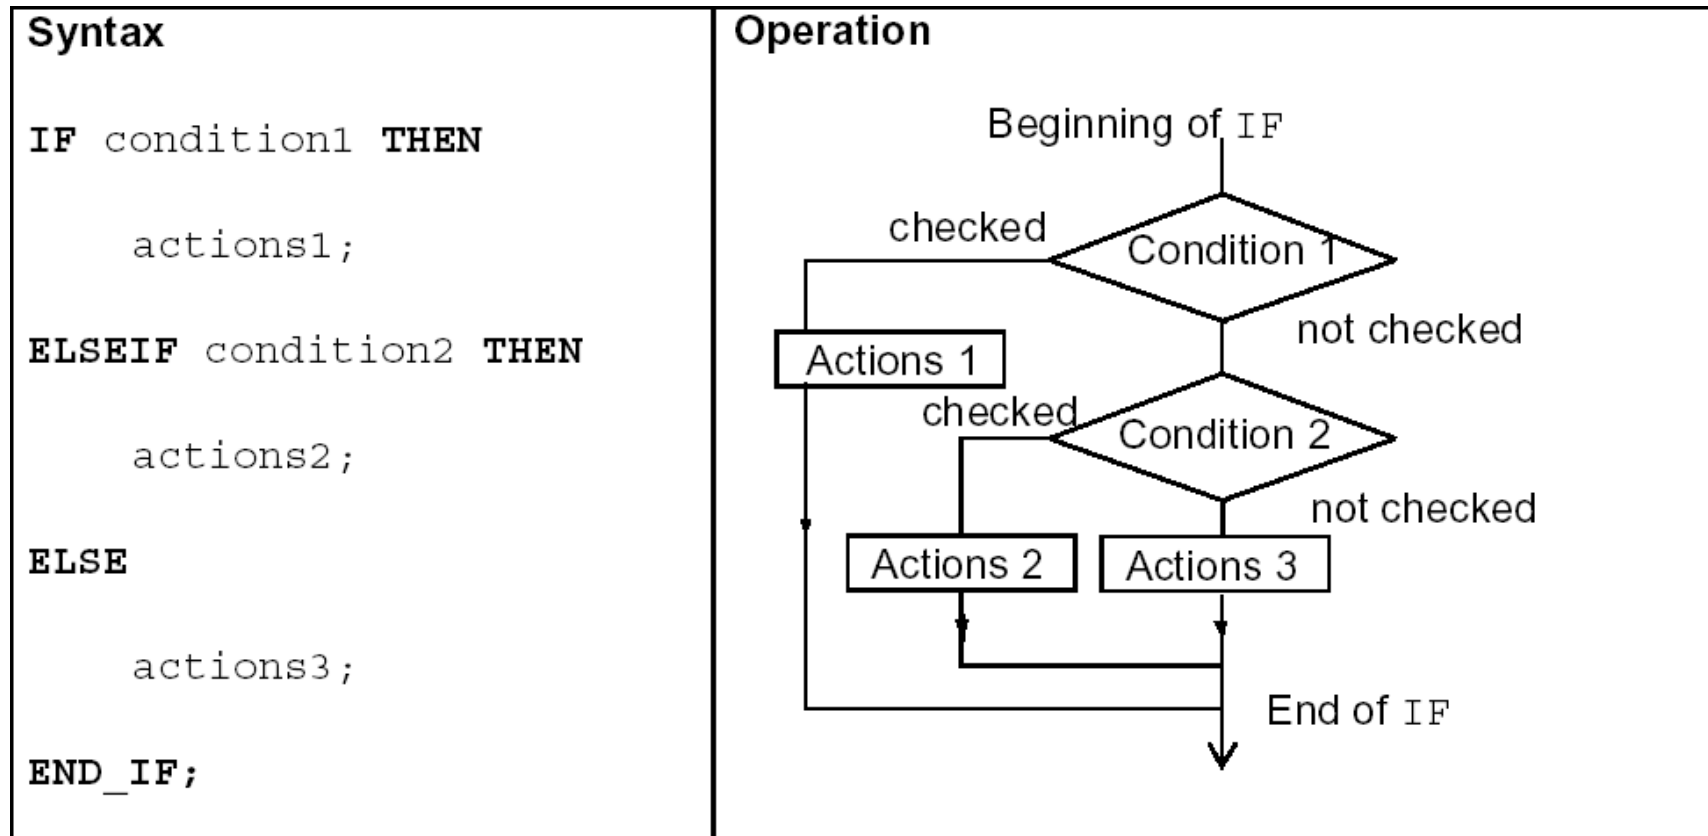 Syntax
IF condition1 THEN
actions1;
ELSEIF condition2 THEN
actions2;
ELSE
actions3;
END_IF;
Operation
Beginning of IF
checked
Condition 1
not checked
Actions 1
checked
Condition 2
not checked
Actions 2
Actions 3
End of IF